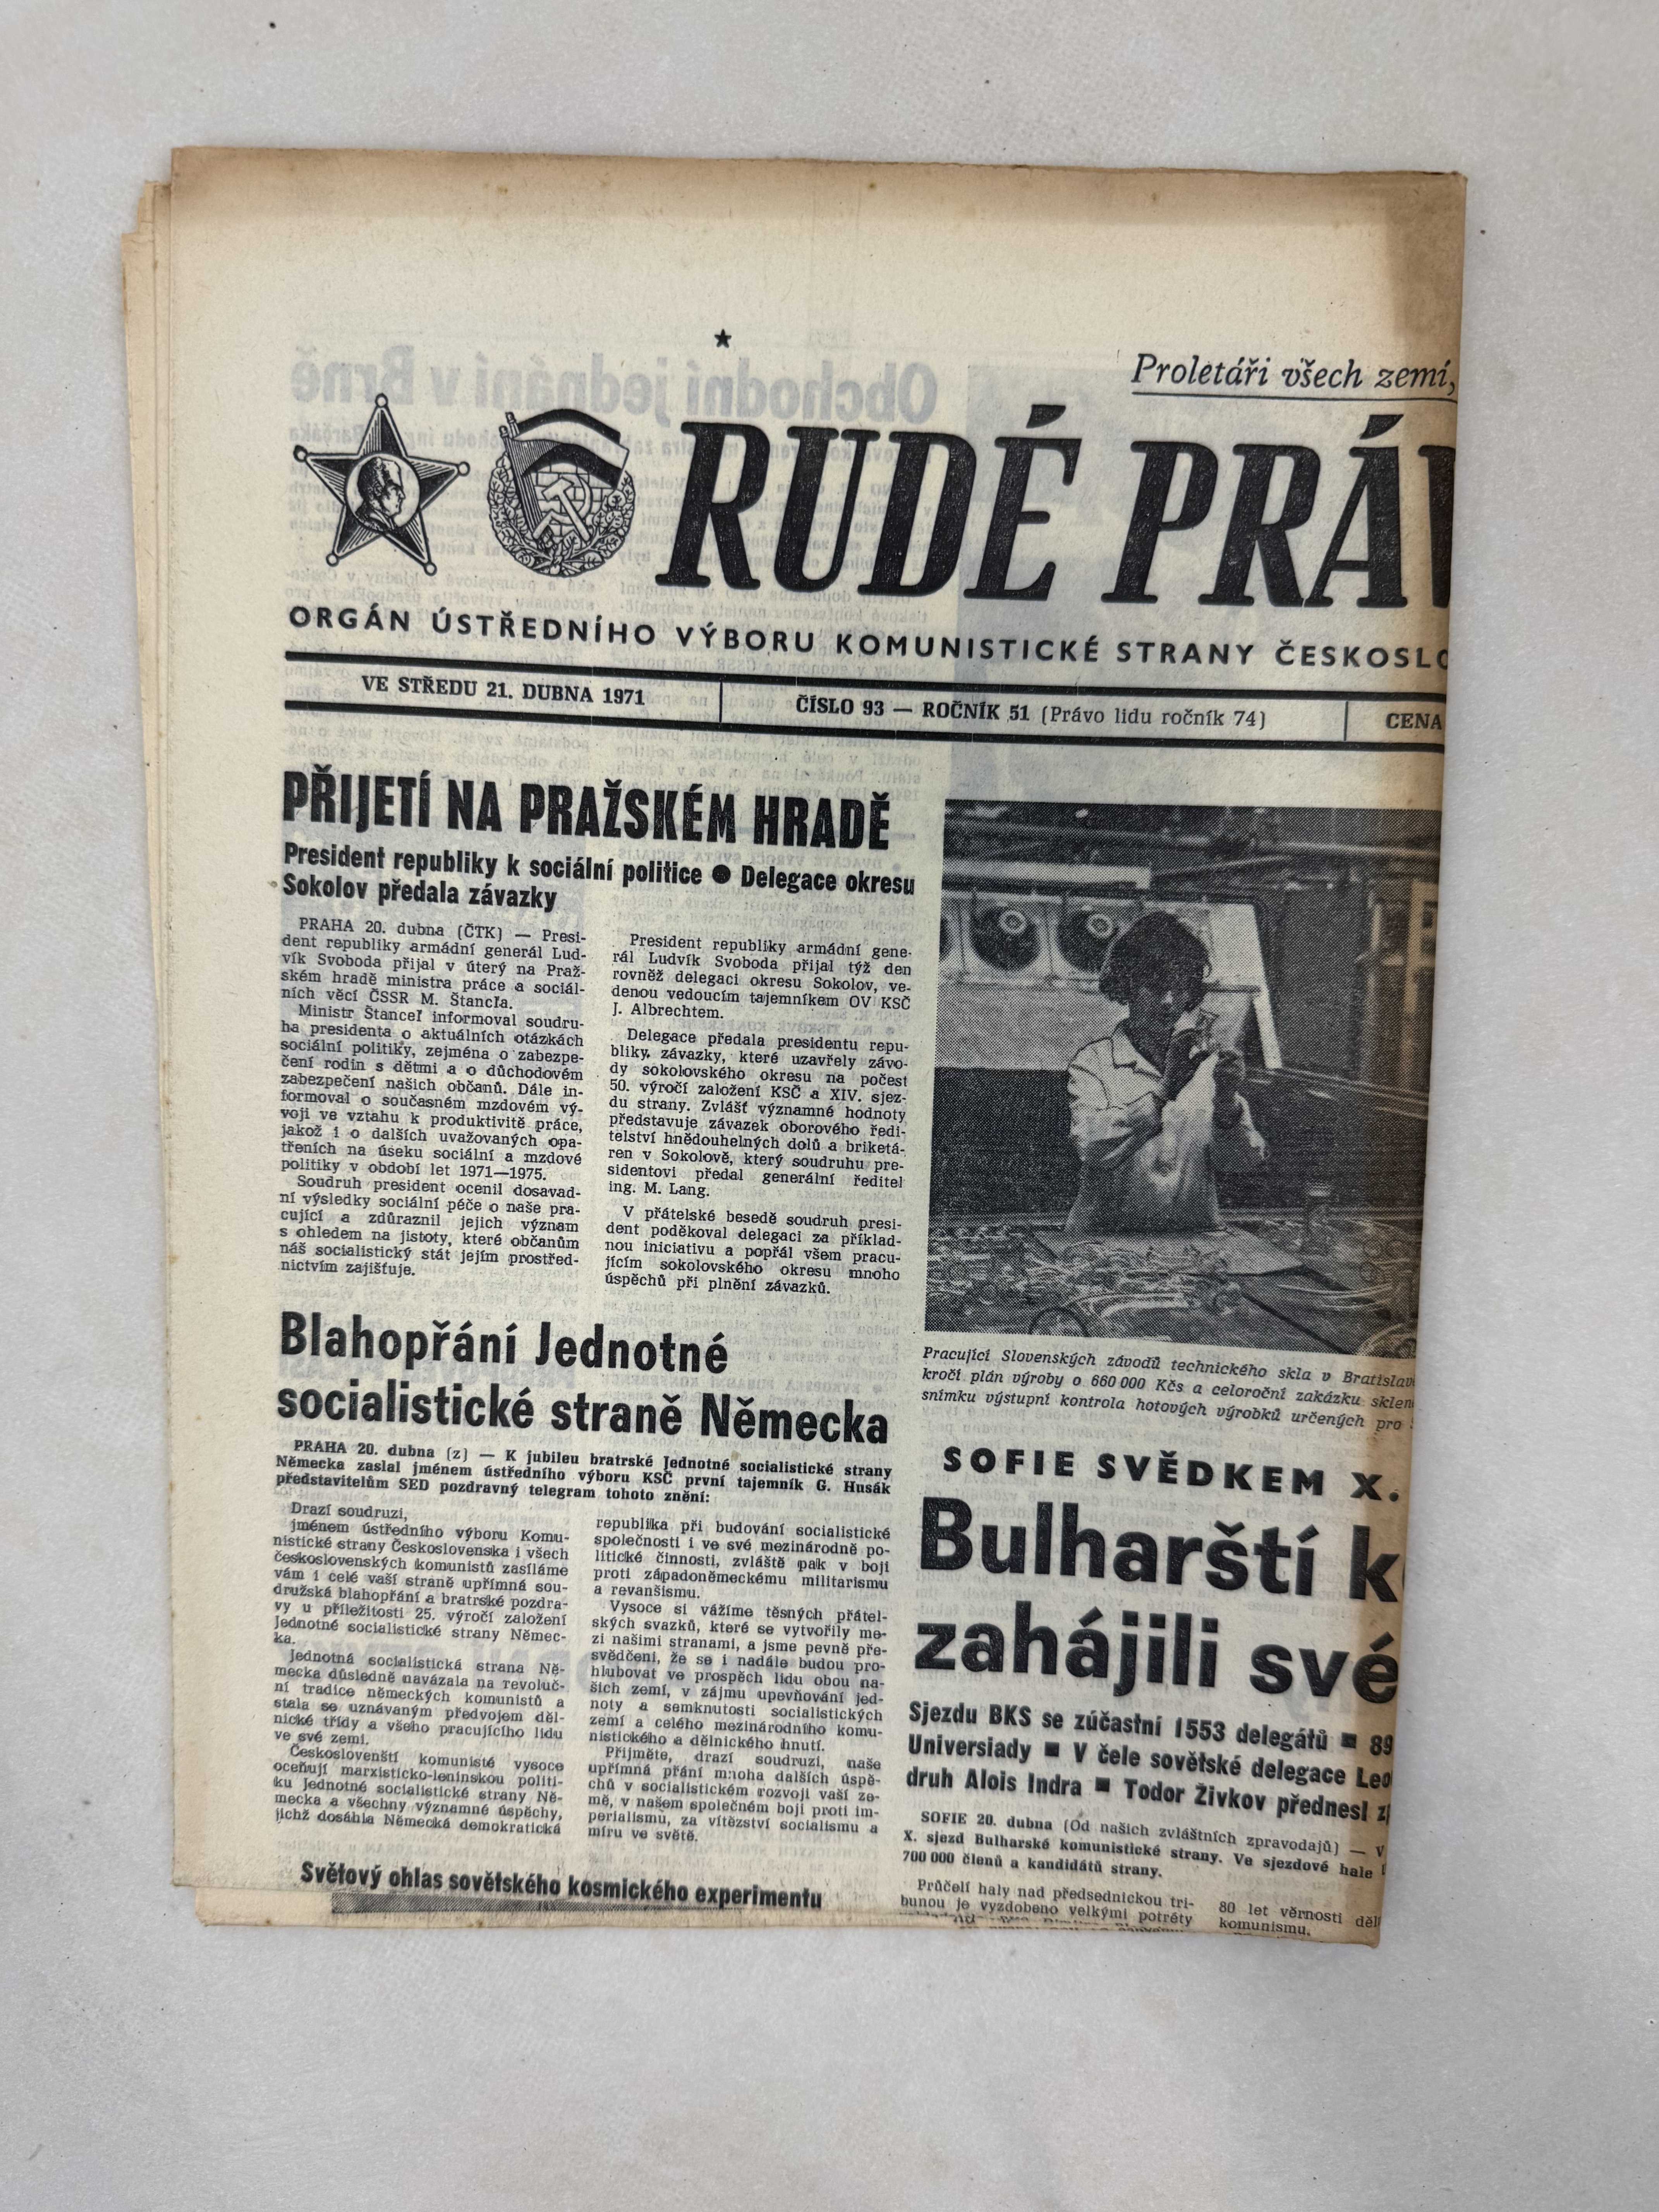 Proletáři všech zemí,
RUDÉ PRÁV
ORGÁN ÚSTŘEDNÍHO VÝBORU KOMUNISTICKÉ STRANY ČESKOSLO
VE STŘEDU 21. DUBNA 1971
ČÍSLO 93 — ROČNÍK 51 (Právo lidu ročník 74)
CENA
PŘIJETÍ NA PRAŽSKÉM HRADĚ
President republiky k sociální politice ● Delegace okresu
Sokolov předala závazky
PRAHA 20. dubna (ČTK) — Presi-
dent republiky armádní generál Lud-
vík Svoboda přijal v úterý na Praž-
ském hradě ministra práce a sociál-
ních věcí ČSSR M. Štancľa.
Ministr Štanceľ informoval soudru-
ha presidenta o aktuálních otázkách
sociální politiky, zejména o zabezpe-
čení rodin s dětmi a o důchodovém
zabezpečení našich občanů. Dále in-
formoval o současném mzdovém vý-
voji ve vztahu k produktivitě práce,
jakož i o dalších uvažovaných opa-
třeních na úseku sociální a mzdové
politiky v období let 1971—1975.
Soudruh president ocenil dosavad-
ní výsledky sociální péče o naše pra-
cující a zdůraznil jejich význam
s ohledem na jistoty, které občanům
náš socialistický stát jejím prostřed-
nictvím zajišťuje.
President republiky armádní gene-
rál Ludvík Svoboda přijal týž den
rovněž delegaci okresu Sokolov, ve-
denou vedoucím tajemníkem OV KSČ
J. Albrechtem.
Delegace předala presidentu repu-
bliky závazky, které uzavřely závo-
dy sokolovského okresu na počest
50. výročí založení KSČ a XIV. sjez-
du strany. Zvlášť významné hodnoty
představuje závazek oborového ředi-
telství hnědouhelných dolů a briketá-
ren v Sokolově, který soudruhu pre-
sidentovi předal generální ředitel
ing. M. Lang.
V přátelské besedě soudruh presi-
dent poděkoval delegaci za příklad-
nou iniciativu a popřál všem pracu-
jícím sokolovského okresu mnoho
úspěchů při plnění závazků.
Blahopřání Jednotné
socialistické straně Německa
PRAHA 20. dubna (z) — K jubileu bratrské Jednotné socialistické strany
Německa zaslal jménem ústředního výboru KSČ první tajemník G. Husák
představitelům SED pozdravný telegram tohoto znění:
Drazí soudruzi,
jménem ústředního výboru Komu-
nistické strany Československa i všech
československých komunistů zasíláme
vám i celé vaší straně upřímná sou-
družská blahopřání a bratrské pozdra-
vy u příležitosti 25. výročí založení
Jednotné socialistické strany Němec-
ka.
Jednotná socialistická strana Ně-
mecka důsledně navázala na revoluč-
ní tradice německých komunistů a
stala se uznávaným předvojem děl-
nické třídy a všeho pracujícího lidu
ve své zemi.
Českoslovenští komunisté vysoce
oceňují marxisticko-leninskou politi-
ku Jednotné socialistické strany Ně-
mecka a všechny významné úspěchy,
jichž dosáhla Německá demokratická
republika při budování socialistické
společnosti i ve své mezinárodně po-
litické činnosti, zvláště pak v boji
proti západoněmeckému militarismu
a revanšismu.
Vysoce si vážíme těsných přátel-
ských svazků, které se vytvořily me-
zi našimi stranami, a jsme pevně pře-
svědčeni, že se i nadále budou pro-
hlubovat ve prospěch lidu obou na-
šich zemí, v zájmu upevňování jed-
noty a semknutosti socialistických
zemí a celého mezinárodního komu-
nistického a dělnického hnutí.
Přijměte, drazí soudruzi, naše
upřímná přání mnoha dalších úspě-
chů v socialistickém rozvoji vaší ze-
mě, v našem společném boji proti im-
perialismu, za vítězství socialismu a
míru ve světě.
Světový ohlas sovětského kosmického experimentu
Pracující Slovenských závodů technického skla v Bratislav
kročí plán výroby o 660 000 Kčs a celoroční zakázku sklen
snímku výstupní kontrola hotových výrobků určených pro
SOFIE SVĚDKEM X.
Bulharští k
zahájili své
Sjezdu BKS se zúčastní 1553 delegátů ■ 89
Universiady ■ V čele sovětské delegace Leo
druh Alois Indra ■ Todor Živkov přednesl z
SOFIE 20. dubna (Od našich zvláštních zpravodajů) — V
X. sjezd Bulharské komunistické strany. Ve sjezdové hale
700 000 členů a kandidátů strany.
Průčelí haly nad předsednickou tri-
bunou je vyzdobeno velkými potréty
80 let věrnosti děl
komunismu.